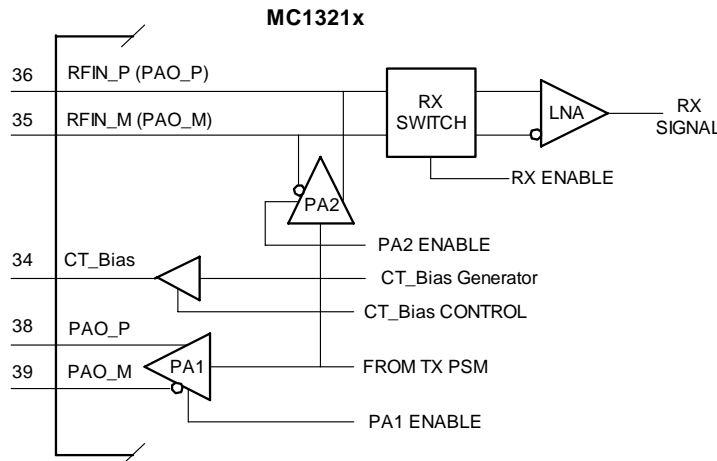 MC1321x
36 RFIN_P (PAO_P)
35 RFIN_M (PAO_M)
RX
SWITCH
LNA
RX
SIGNAL
RX ENABLE
PA2
PA2 ENABLE
34 CT_Bias
CT_Bias Generator
CT_Bias CONTROL
38 PAO_P
39 PAO_M
PA1
FROM TX PSM
PA1 ENABLE